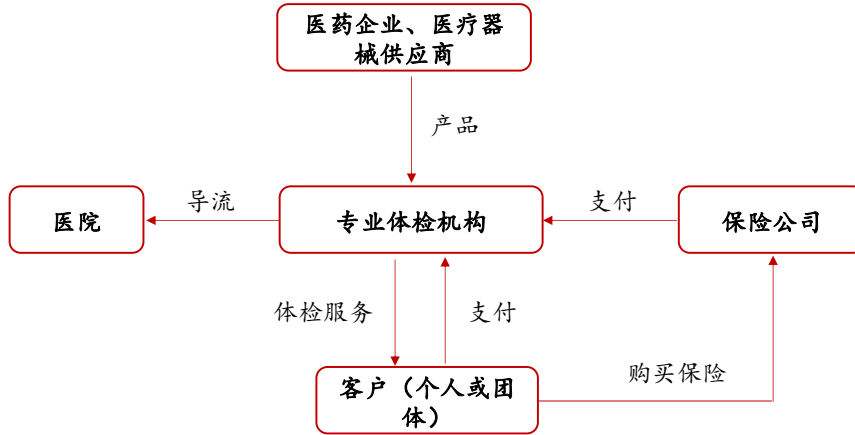 医药企业、医疗器
械供应商
产品
导流
支付
医院
专业体检机构
保险公司
体检服务
支付
客户（个人或团
体）
购买保险